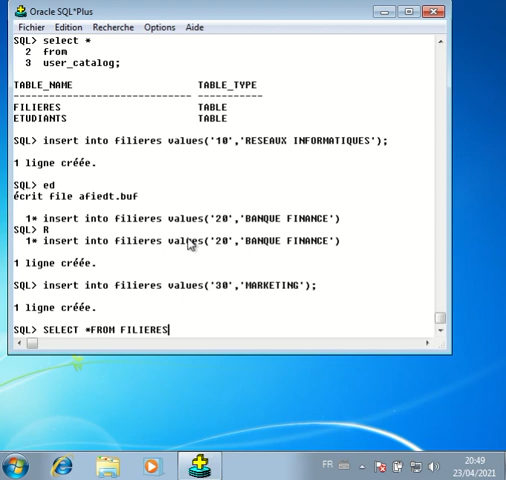 Oracle SQL*Plus
Fichier Edition Recherche Options Aide
SQL> select *
2 from
3 user_catalog;
TABLE_NAME TABLE_TYPE
------------------------------ -----------
FILIERES TABLE
ETUDIANTS TABLE
SQL> insert into filieres values('10','RESEAUX INFORMATIQUES');
1 ligne créée.
SQL> ed
écrit file afiedt.buf
1* insert into filieres values('20','BANQUE FINANCE')
SQL> R
1* insert into filieres values('20','BANQUE FINANCE')
1 ligne créée.
SQL> insert into filieres values('30','MARKETING');
1 ligne créée.
SQL> SELECT *FROM FILIERES
FR
20:49
23/04/2021